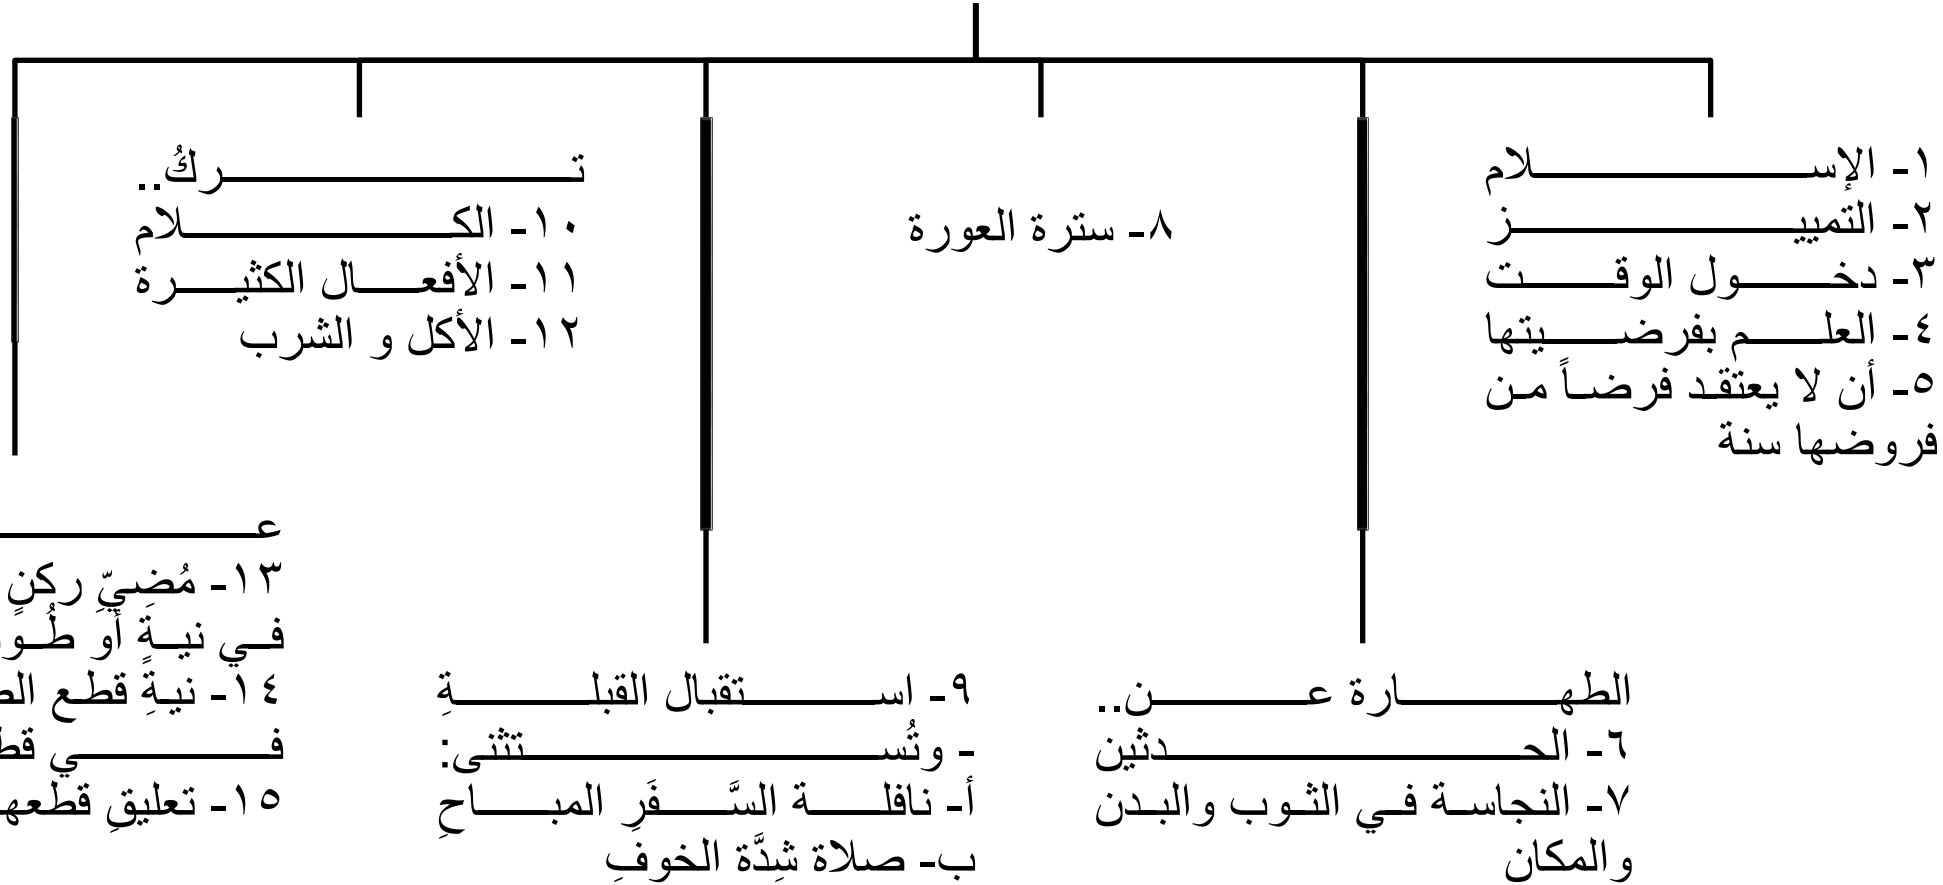 ١- الإسلام
٢- التمييز
٣- دخول الوقت
٤- العلم بفرضيتها
٥- أن لا يعتقد فرضاً من
فروضها سنة
الطهارة عن..
٦- الحدثين
٧- النجاسة في الثوب والبدن
والمكان
٨- سترة العورة
٩- استقبال القبلةِ
- وتُستثنى:
أ- نافلة السَّفَرِ المباحِ
ب- صلاة شِدَّة الخوفِ
تركُ..
١٠- الكلام
١١- الأفعال الكثيرة
١٢- الأكل و الشرب
١٣- مُضِيّ ركنٍ
في نيةٍ أو
١٤- نيةِ قطع
في
١٥- تعليقِ